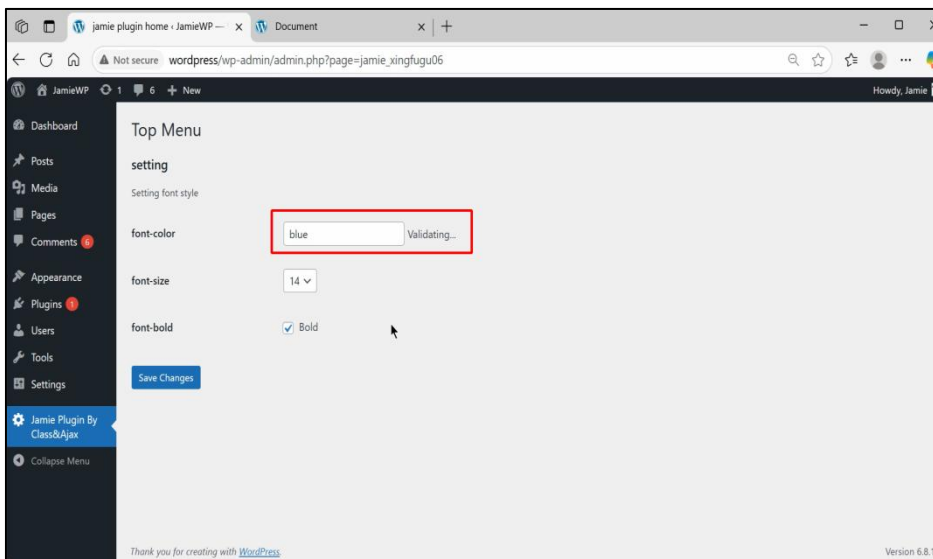 jamie plugin home ‹ JamieWP —
Document
Not secure wordpress/wp-admin/admin.php?page=jamie_xingfugu06
JamieWP 1 6 + New Howdy, Jamie
Dashboard
Posts
Media
Pages
Comments 6
Appearance
Plugins 1
Users
Tools
Settings
Jamie Plugin By
Class&Ajax
Collapse Menu
Top Menu
setting
Setting font style
font-color blue Validating...
font-size 14
font-bold Bold
Save Changes
Thank you for creating with WordPress. Version 6.8.